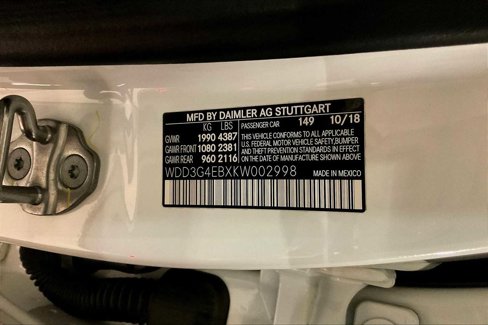 MFD BY DAIMLER AG STUTTGART
KG LBS PASSENGER CAR 149 10/18
GVWR 1990 4387 THIS VEHICLE CONFORMS TO ALL APPLICABLE
GAWR FRONT 1080 2381 U.S. FEDERAL MOTOR VEHICLE SAFETY, BUMPER
GAWR REAR 960 2116 AND THEFT PREVENTION STANDARDS IN EFFECT
ON THE DATE OF MANUFACTURE SHOWN ABOVE
WDD3G4EBXKW002998 MADE IN MEXICO